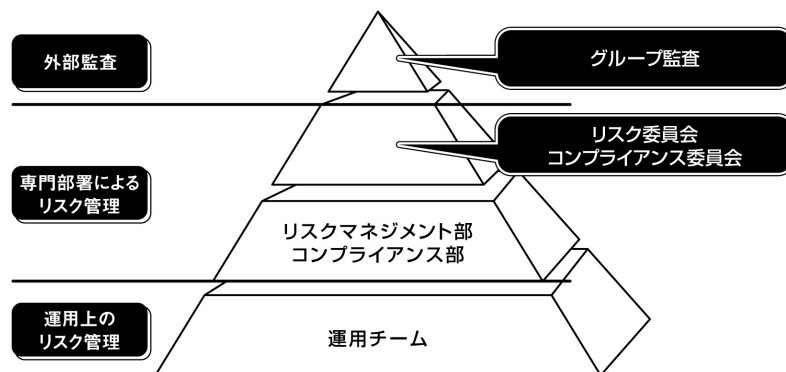 外部監査
グループ監査
リスク委員会
コンプライアンス委員会
専門部署による
リスク管理
リスクマネジメント部
コンプライアンス部
運用上の
リスク管理
運用チーム